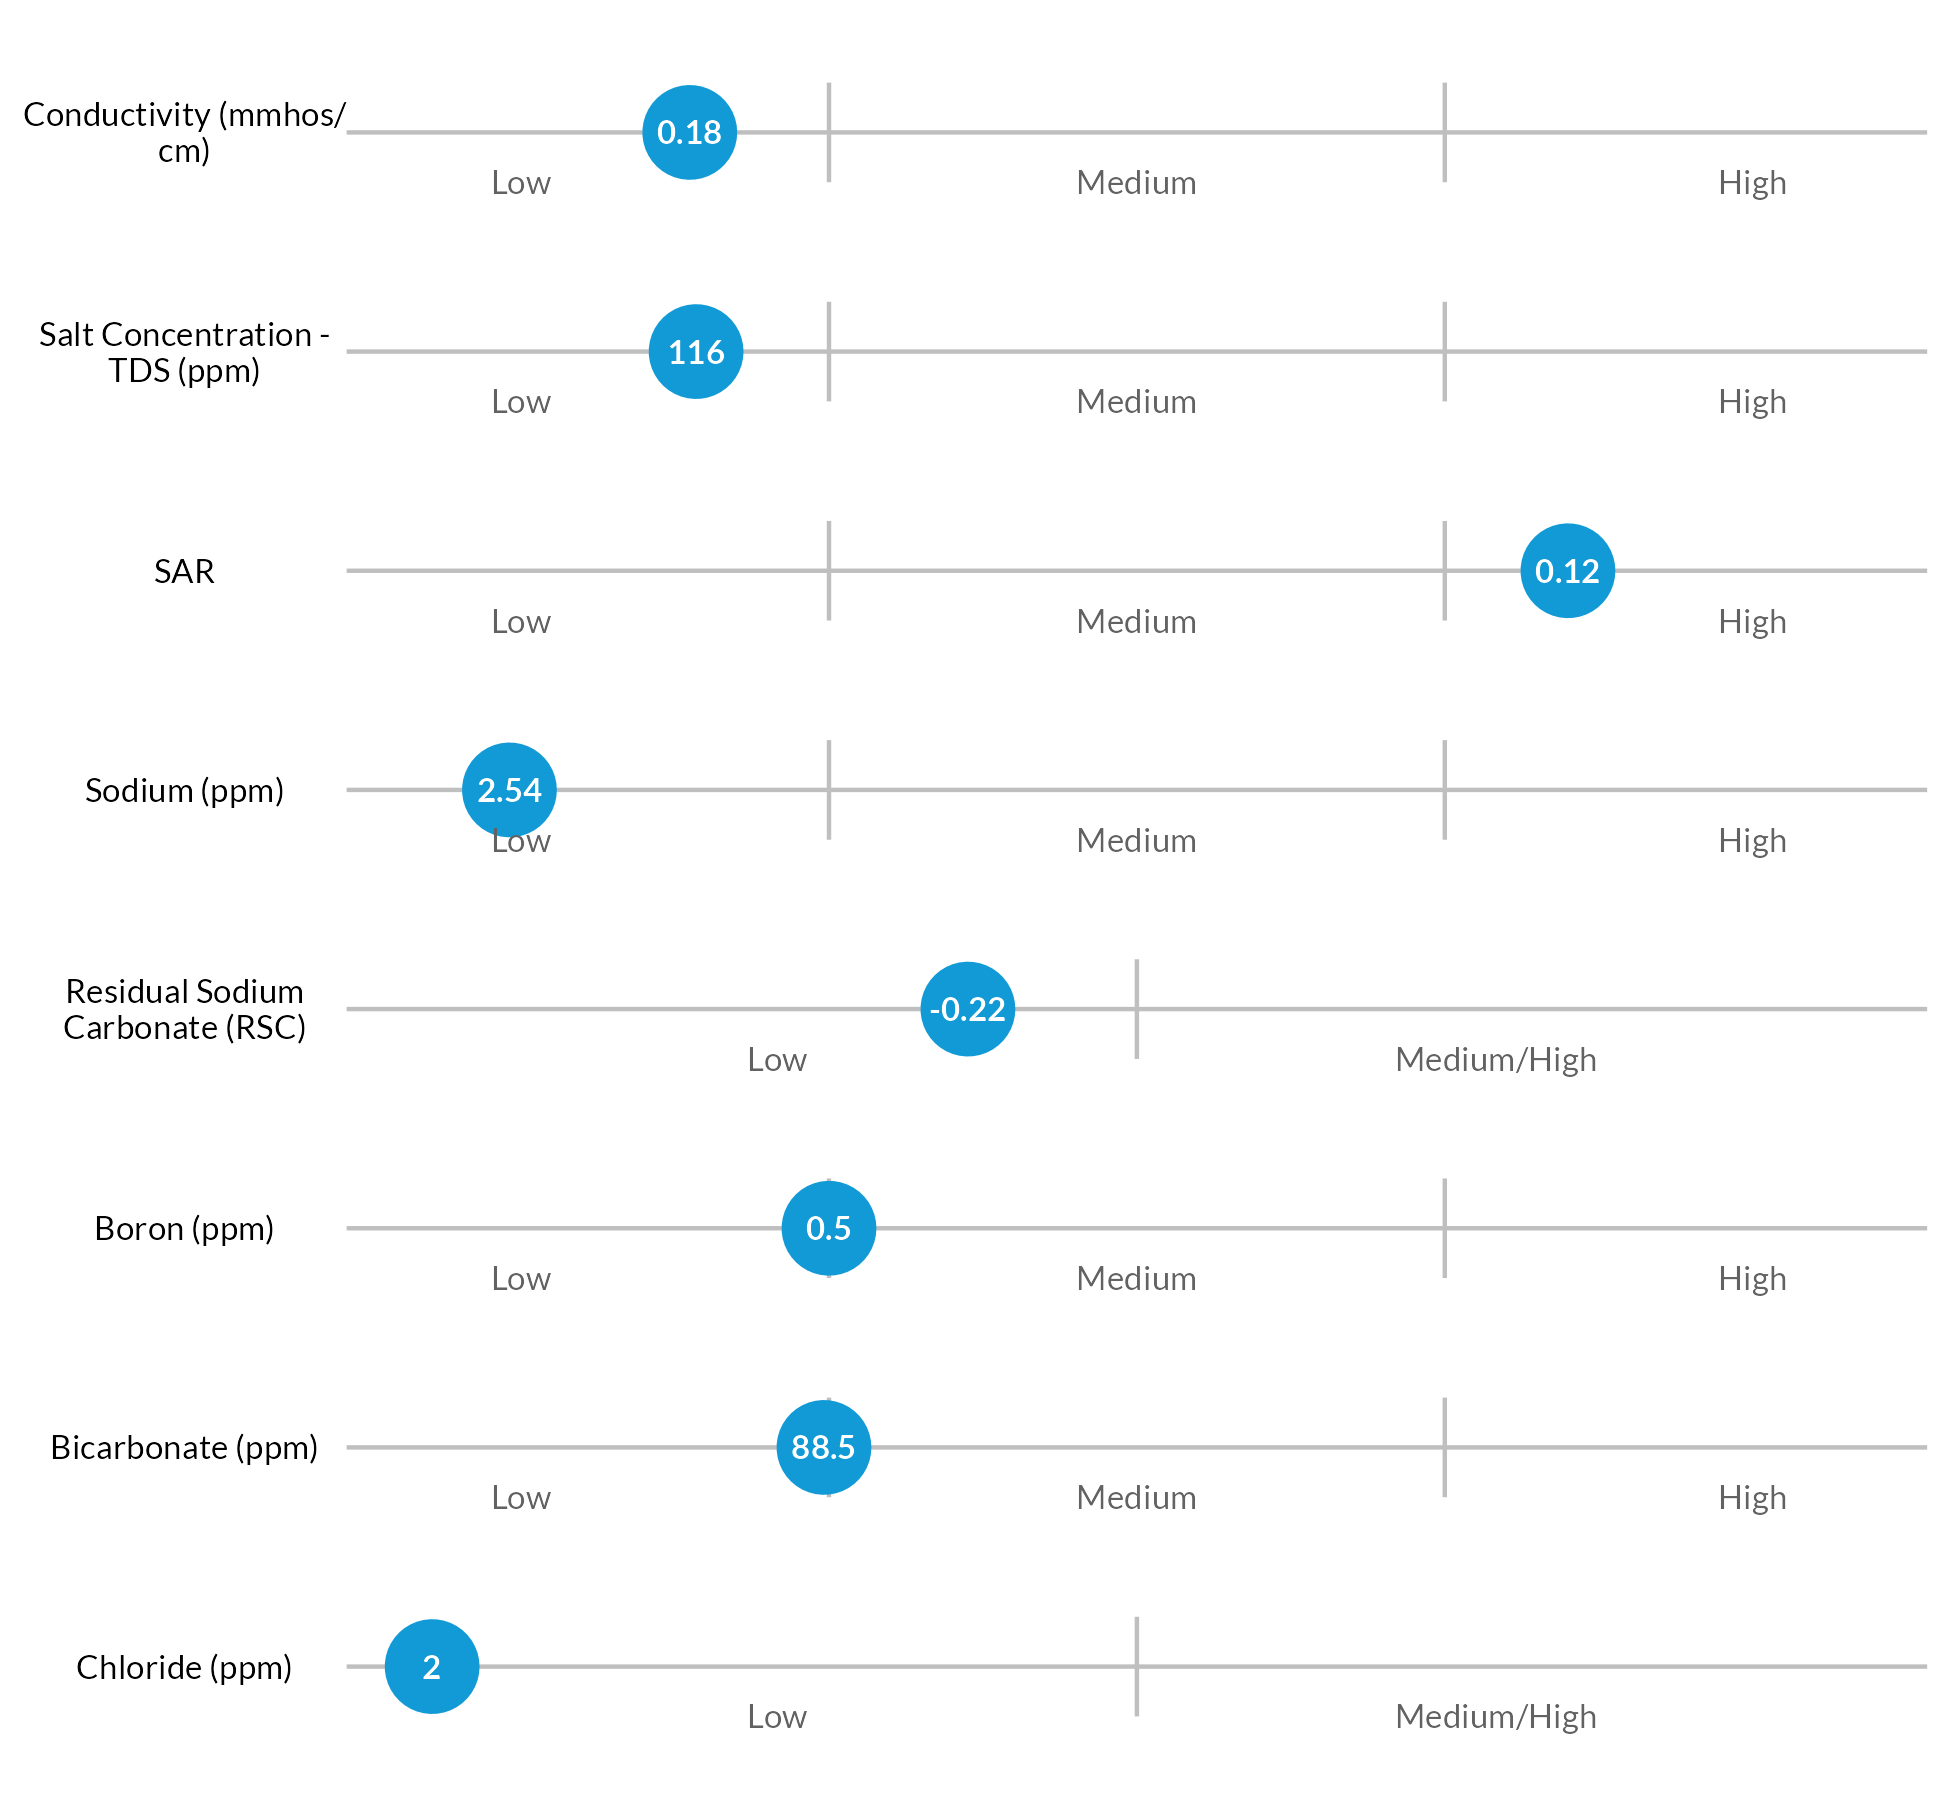 Conductivity (mmhos/
cm)
0.18
Low
Medium
High
Salt Concentration -
TDS (ppm)
116
Low
Medium
High
SAR
0.12
Low
Medium
High
Sodium (ppm)
2.54
Low
Medium
High
Residual Sodium
Carbonate (RSC)
-0.22
Low
Medium/High
Boron (ppm)
0.5
Low
Medium
High
Bicarbonate (ppm)
88.5
Low
Medium
High
Chloride (ppm)
2
Low
Medium/High